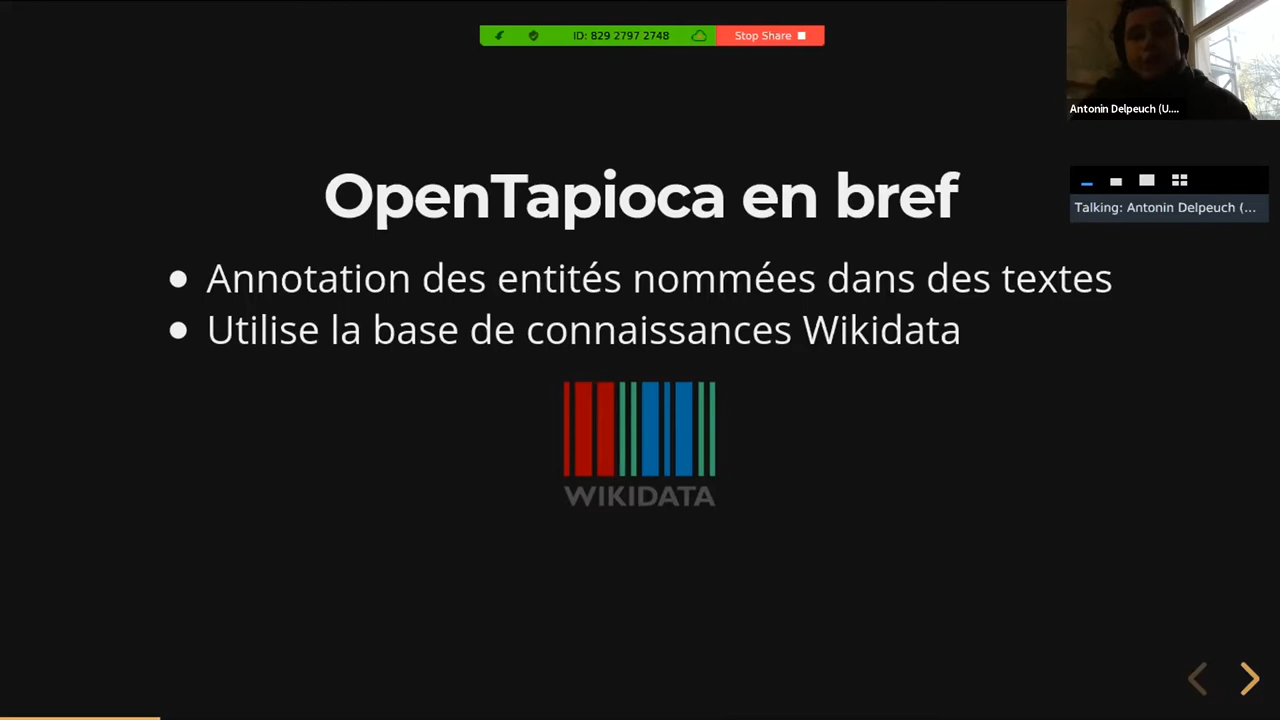 ID: 829 2797 2748
Stop Share
Antonin Delpeuch (U....
Talking: Antonin Delpeuch (...
OpenTapioca en bref
● Annotation des entités nommées dans des textes
● Utilise la base de connaissances Wikidata
WIKIDATA